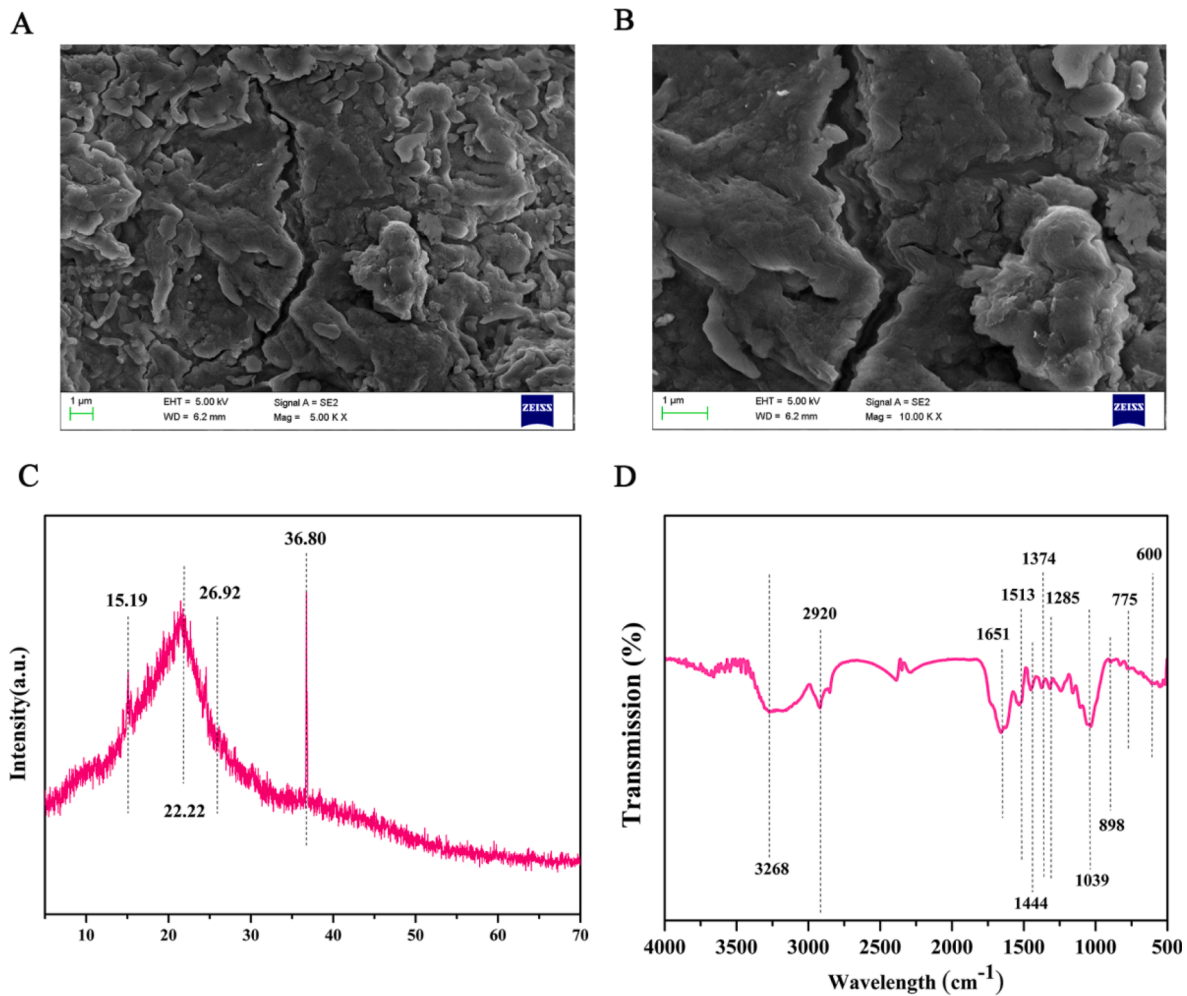 A
B
1 µm
EHT = 5.00 kV
Signal A = SE2
WD = 6.2 mm
Mag = 5.00 K X
ZEISS
1 µm
EHT = 5.00 kV
Signal A = SE2
WD = 6.2 mm
Mag = 10.00 K X
ZEISS
C
D
Intensity(a.u.)
15.19
22.22
26.92
36.80
10 20 30 40 50 60 70
Transmission (%)
3268
2920
1651
1513
1444
1374
1285
1039
898
775
600
4000 3500 3000 2500 2000 1500 1000 500
Wavelength (cm⁻¹)